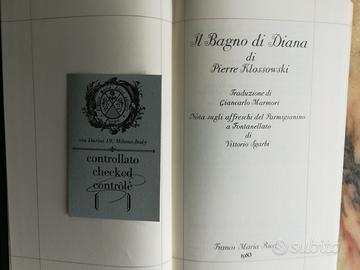 via Durini 19, Milano, Italy
controllato
checked
contrôlé
Il Bagno di Diana
di
Pierre Klossowski
Traduzione di
Giancarlo Marmori
Nota sugli affreschi del Parmigianino
a Fontanellato
di
Vittorio Sgarbi
Franco Maria Ricci
subito